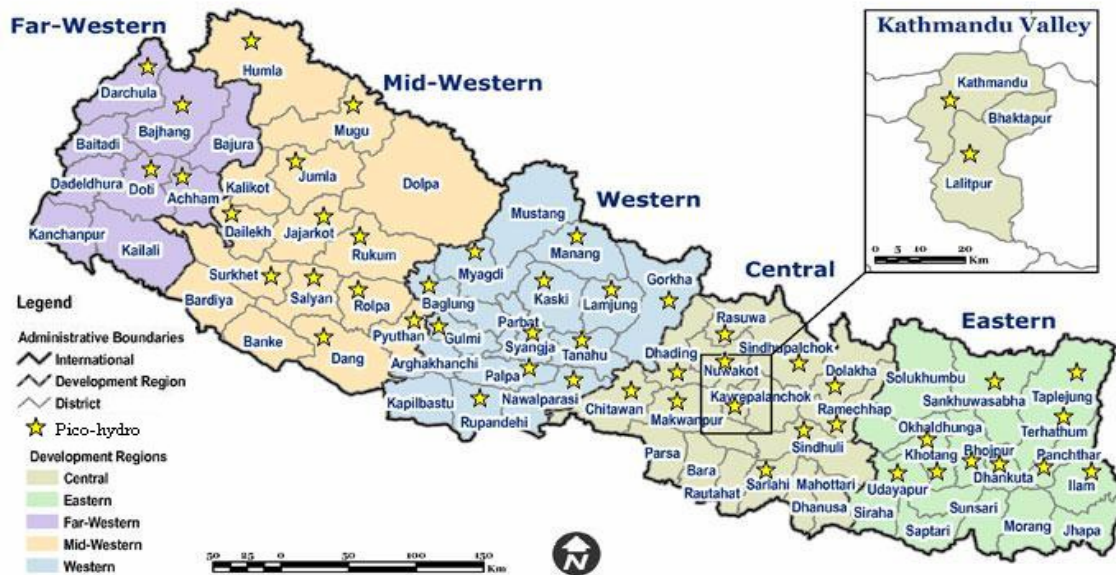 Far-Western
Mid-Western
Western
Central
Eastern
Kathmandu Valley
Kathmandu
Bhaktapur
Lalitpur
0 5 10 20
Km
Humla
Darchula
Bajhang
Mugu
Baitadi
Bajura
Jumla
Dadeldhura
Doti
Achham
Kalikot
Dolpa
Kanchanpur
Kailali
Dailekh
Jajarkot
Rukum
Surkhet
Salyan
Rolpa
Bardiya
Banke
Dang
Pyuthan
Mustang
Manang
Myagdi
Gorkha
Baglung
Kaski
Lamjung
Parbat
Gulmi
Syangja
Tanahu
Arghakhanchi
Palpa
Kapilbastu
Nawalparasi
Rupandehi
Rasuwa
Sindhupalchok
Dhading
Nuwakot
Dolakha
Chitawan
Kavrepalanchok
Makwanpur
Ramechhap
Sindhuli
Parsa
Bara
Rautahat
Sarlahi
Mahottari
Dhanusa
Solukhumbu
Taplejung
Sankhuwasabha
Okhaldhunga
Terhathum
Khotang
Bhojpur
Panchthar
Dhankuta
Ilam
Udayapur
Siraha
Sunsari
Saptari
Morang
Jhapa
Legend
Administrative Boundaries
International
Development Region
District
Pico-hydro
Development Regions
Central
Eastern
Far-Western
Mid-Western
Western
50 25 0 50 100 150
Km
N